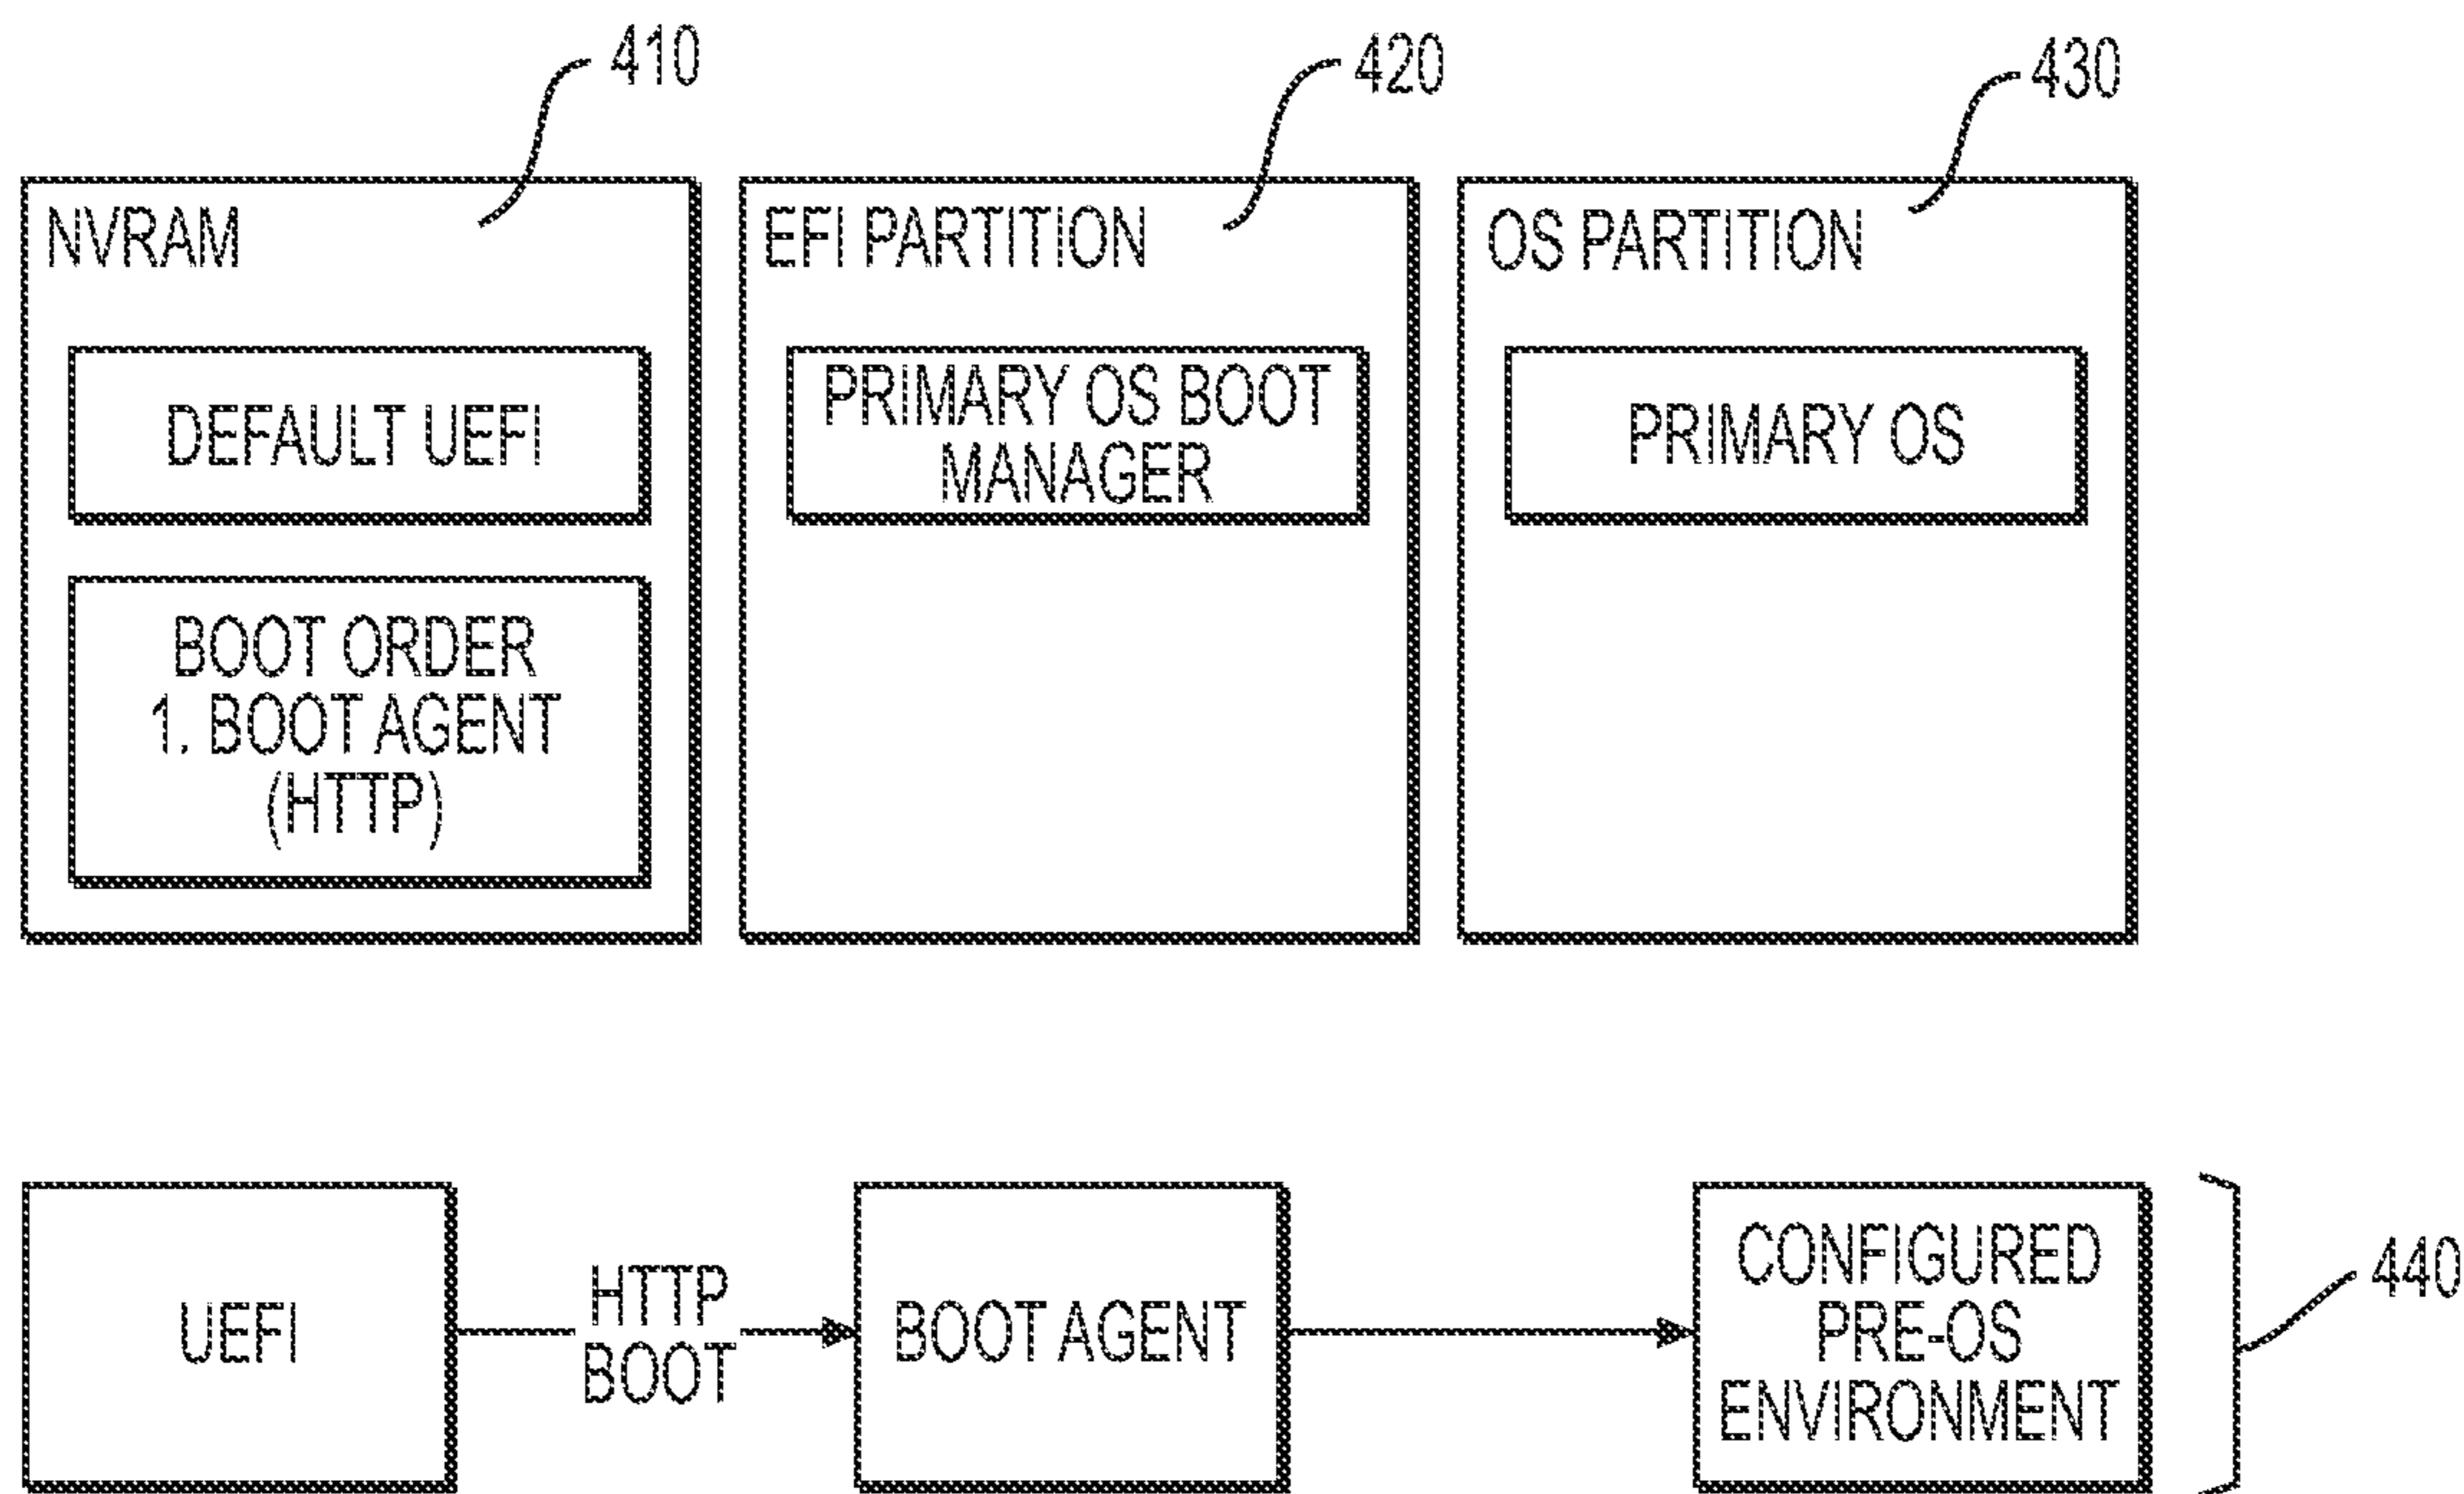 410
420
430
NVRAM
EFI PARTITION
OS PARTITION
DEFAULT UEFI
PRIMARY OS BOOT
MANAGER
PRIMARY OS
BOOT ORDER
1. BOOT AGENT
(HTTP)
UEFI
HTTP
BOOT
BOOT AGENT
CONFIGURED
PRE-OS
ENVIRONMENT
440